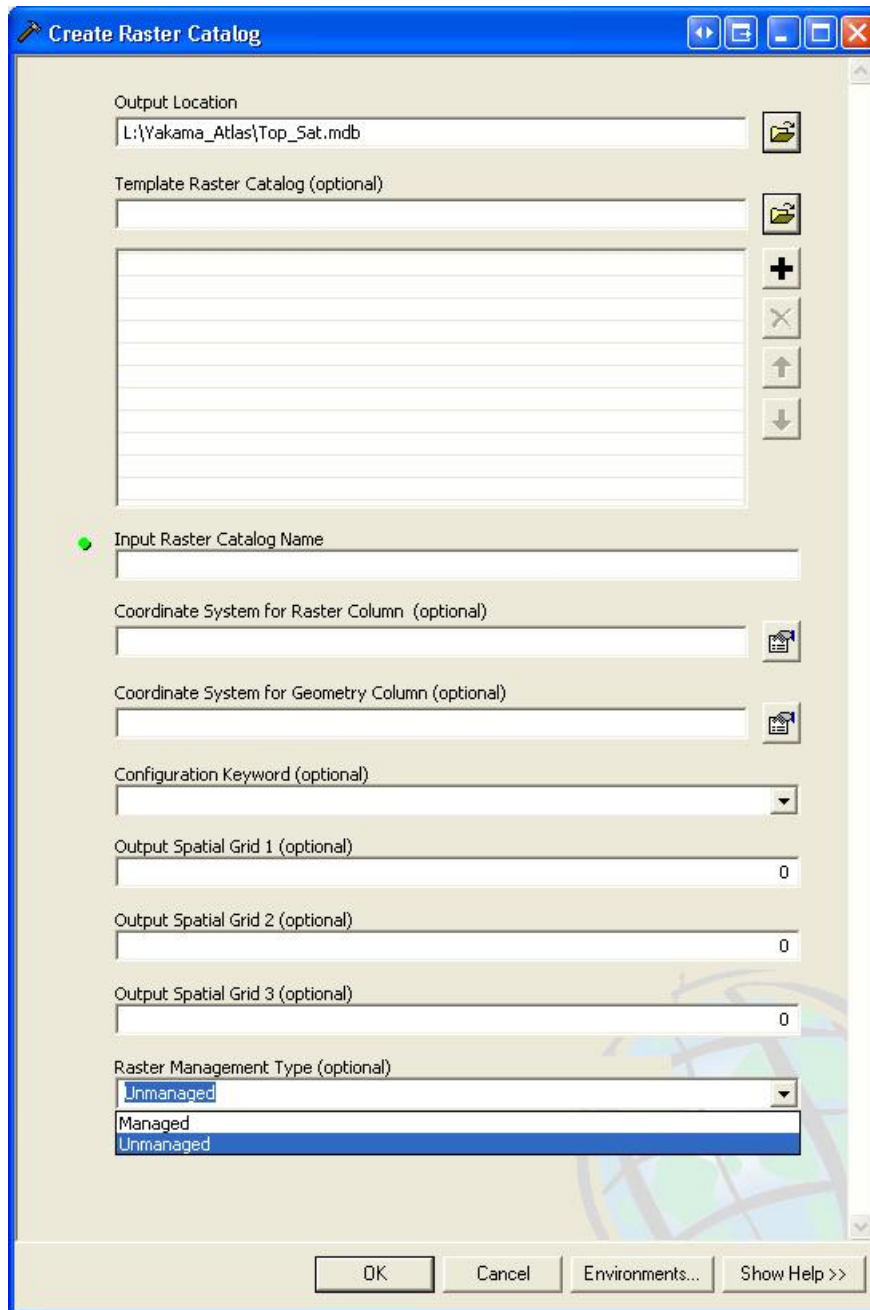 Create Raster Catalog
Output Location
L:\Yakama_Atlas\Top_Sat.mdb
Template Raster Catalog (optional)
Input Raster Catalog Name
Coordinate System for Raster Column (optional)
Coordinate System for Geometry Column (optional)
Configuration Keyword (optional)
Output Spatial Grid 1 (optional)
0
Output Spatial Grid 2 (optional)
0
Output Spatial Grid 3 (optional)
0
Raster Management Type (optional)
Unmanaged
Managed
Unmanaged
OK Cancel Environments... Show Help >>